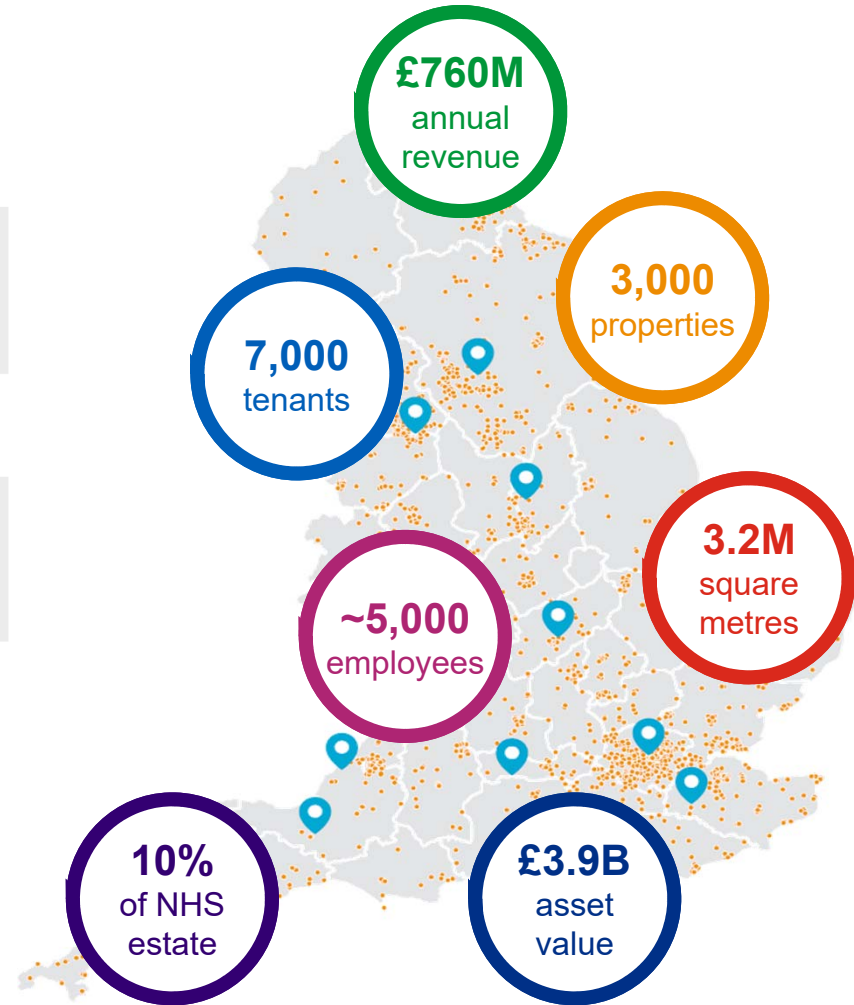 £760M
annual
revenue
3,000
properties
7,000
tenants
3.2M
square
metres
~5,000
employees
10%
of NHS
estate
£3.9B
asset
value